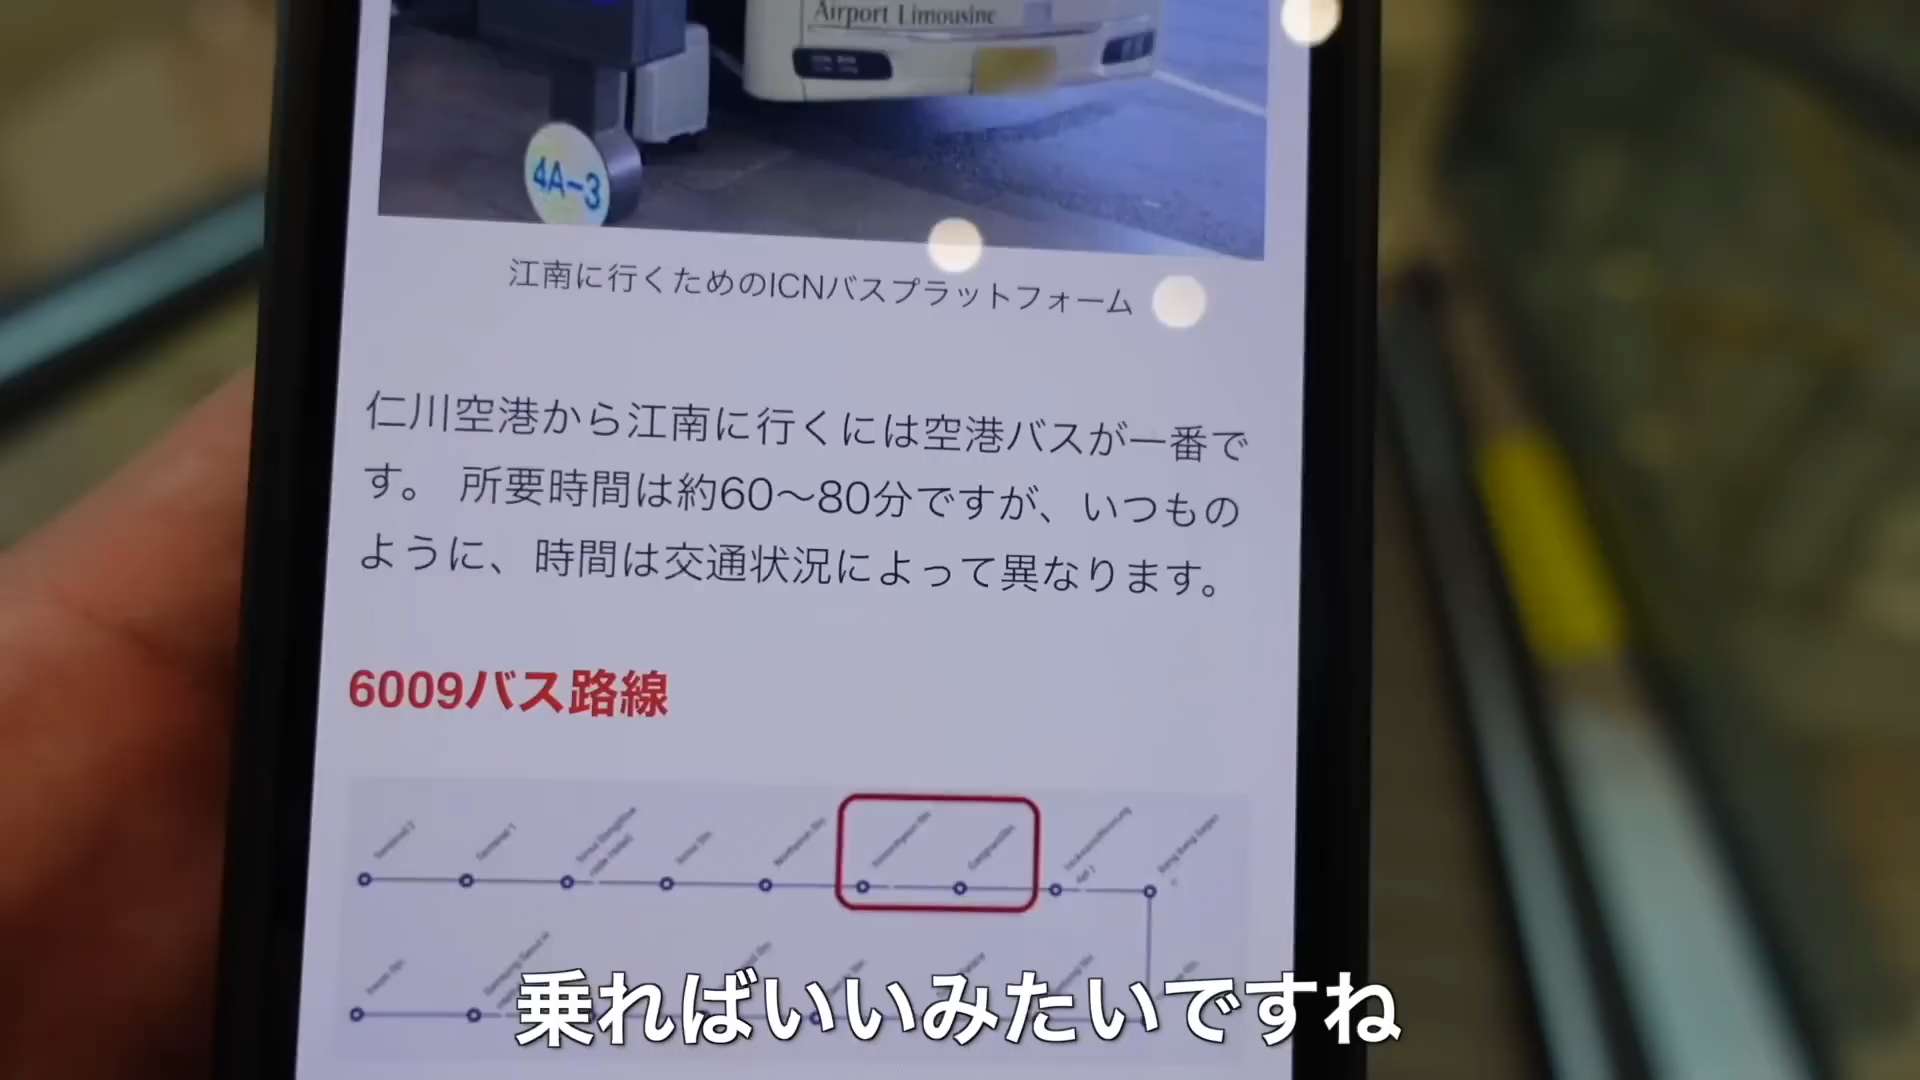 Airport Limousine
4A-3
江南に行くためのICNバスプラットフォーム
仁川空港から江南に行くには空港バスが一番で
す。 所要時間は約60〜80分ですが、いつもの
ように、時間は交通状況によって異なります。
6009バス路線
Terminal 2
Terminal 1
乗ればいいみたいですね